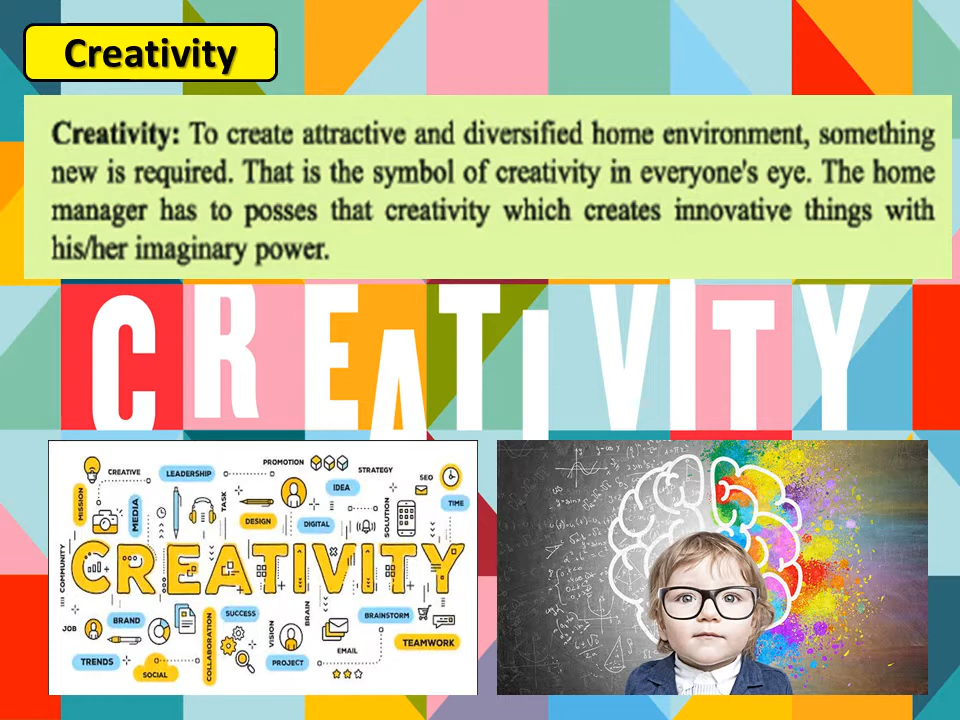 Creativity
Creativity: To create attractive and diversified home environment, something
new is required. That is the symbol of creativity in everyone's eye. The home
manager has to posses that creativity which creates innovative things with
his/her imaginary power.
CREATIVITY
CREATIVE
LEADERSHIP
PROMOTION
STRATEGY
SEO
MISSION
MEDIA
TASK
DESIGN
IDEA
DIGITAL
SOLUTION
TIME
COMMUNITY
CREATIVITY
JOB
BRAND
TRENDS
SOCIAL
COLLABORATION
SUCCESS
VISION
PROJECT
BRAIN
EMAIL
BRAINSTORM
TEAMWORK